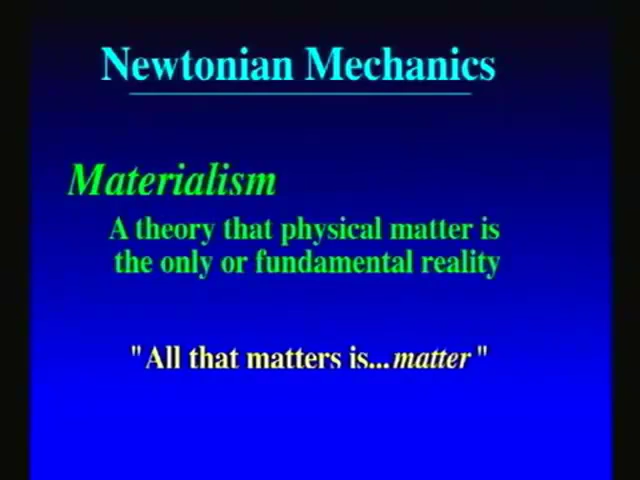 Newtonian Mechanics
Materialism
A theory that physical matter is
the only or fundamental reality
"All that matters is...matter"